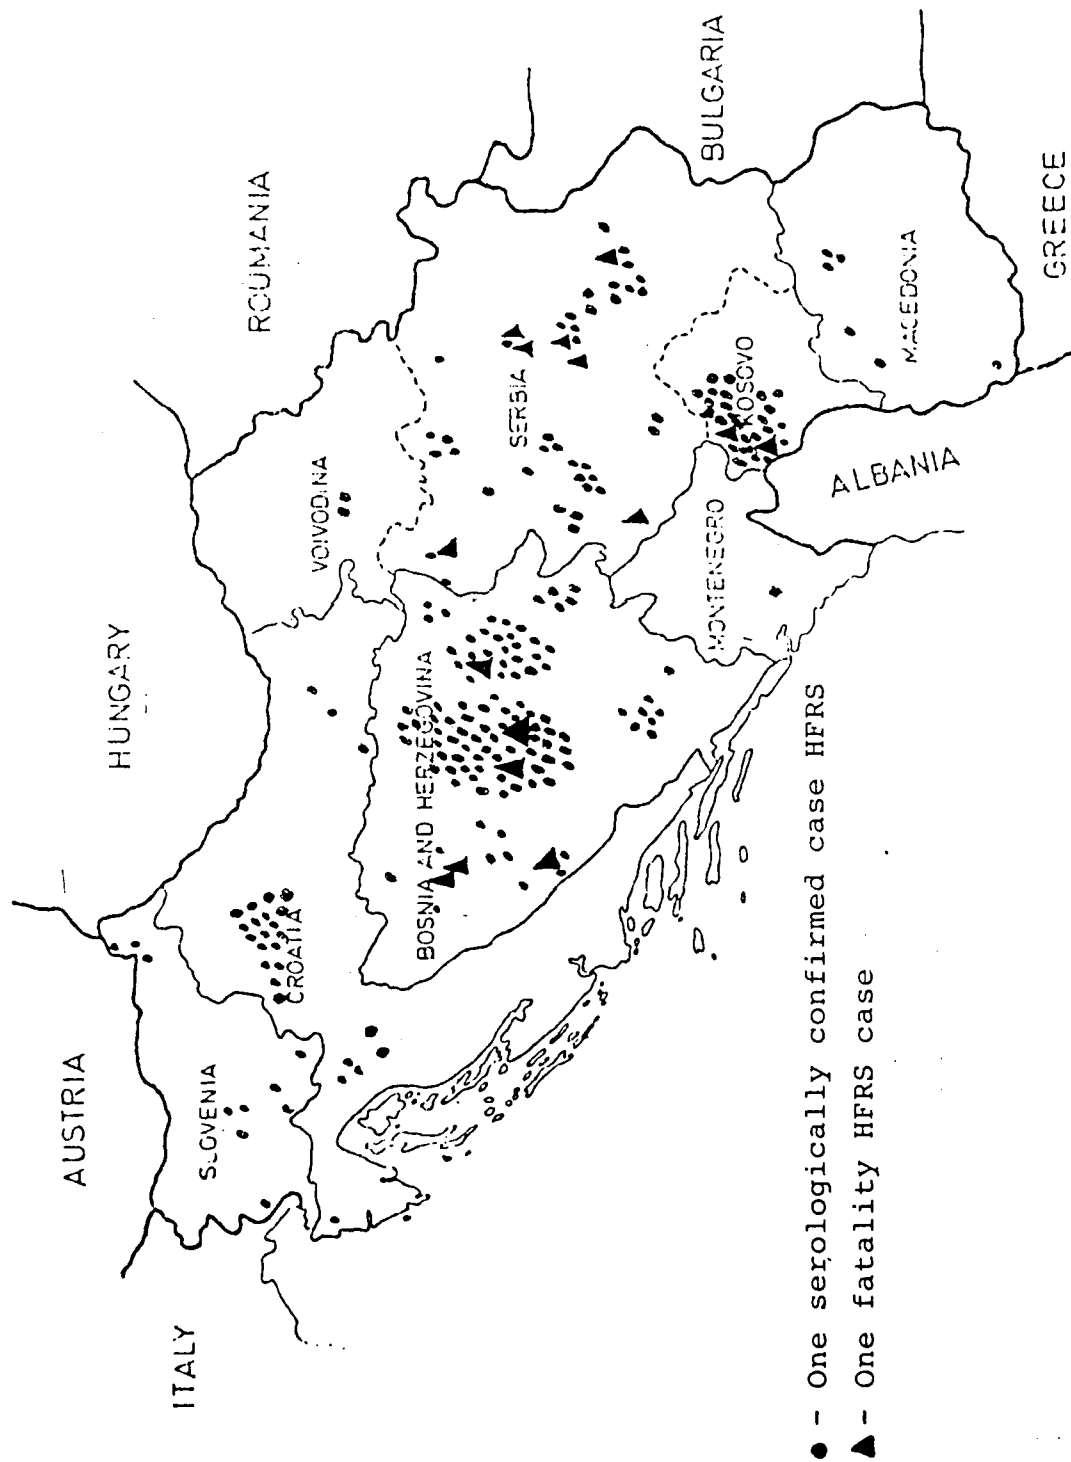 AUSTRIA
HUNGARY
ROUMANIA
ITALY
SLOVENIA
CROATIA
VOIVODINA
BOSNIA AND HERZEGOVINA
SERBIA
BULGARIA
MONTENEGRO
KOSOVO
MACEDONIA
ALBANIA
GREECE
● - One serologically confirmed case HFRS
▲ - One fatality HFRS case